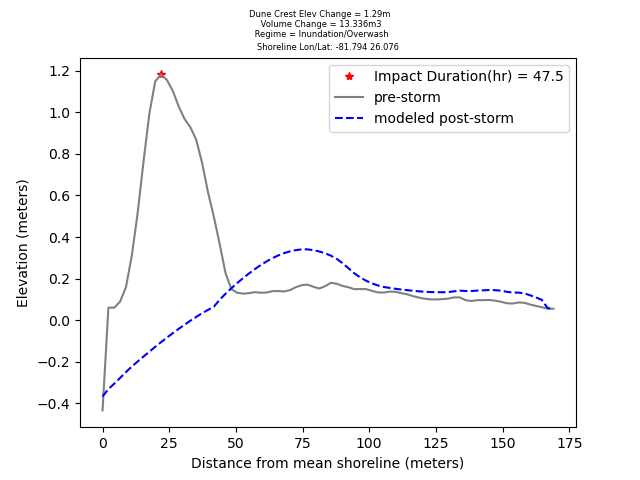 Dune Crest Elev Change = 1.29m
Volume Change = 13.336m3
Regime = Inundation/Overwash
Shoreline Lon/Lat: -81.794 26.076
Impact Duration(hr) = 47.5
pre-storm
modeled post-storm
1.2
1.0
0.8
0.6
0.4
0.2
0.0
−0.2
−0.4
Elevation (meters)
0 25 50 75 100 125 150 175
Distance from mean shoreline (meters)